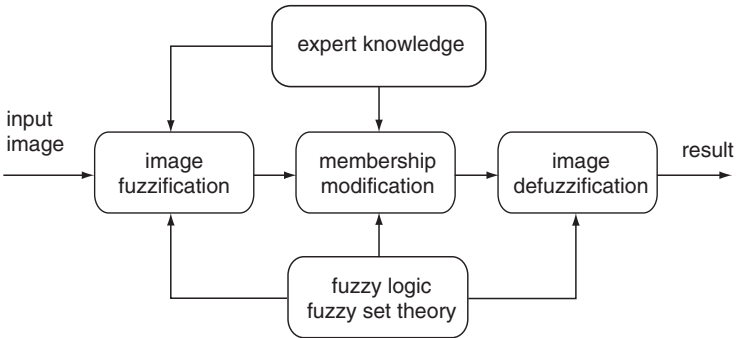 expert knowledge
input
image
image
fuzzification
membership
modification
image
defuzzification
result
fuzzy logic
fuzzy set theory